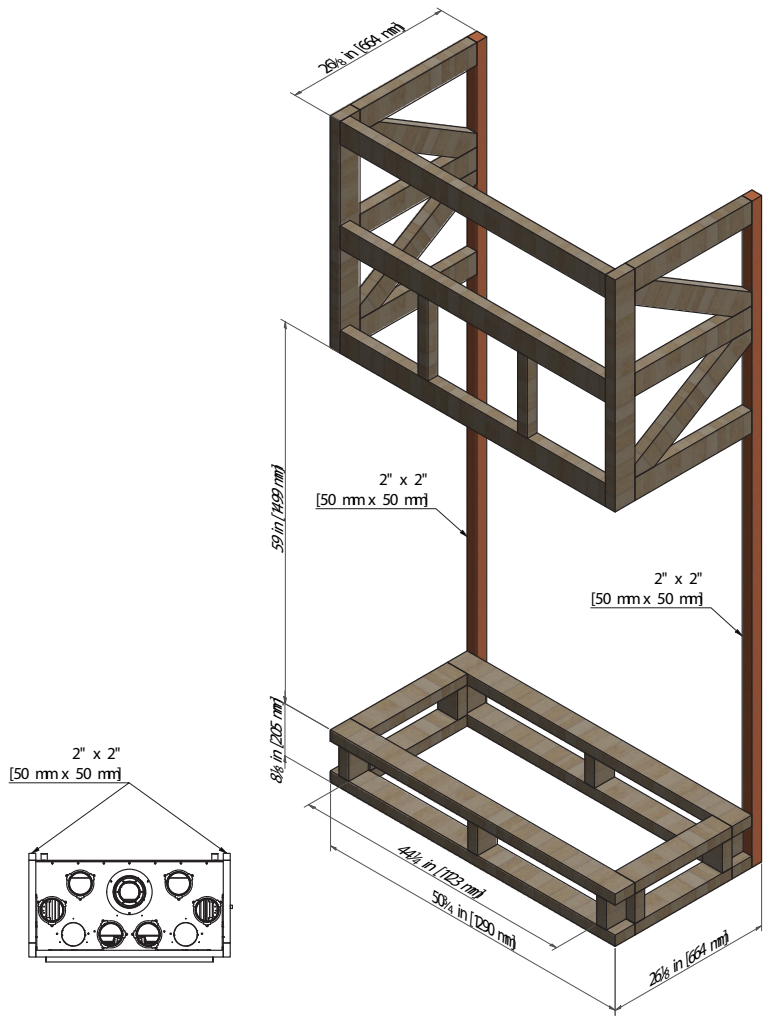 26⅛ in [664 mm]
59 in [1499 mm]
2" x 2"
[50 mm x 50 mm]
2" x 2"
[50 mm x 50 mm]
8⅛ in [205 mm]
2" x 2"
[50 mm x 50 mm]
44¼ in [1123 mm]
50¾ in [1290 mm]
26⅛ in [664 mm]